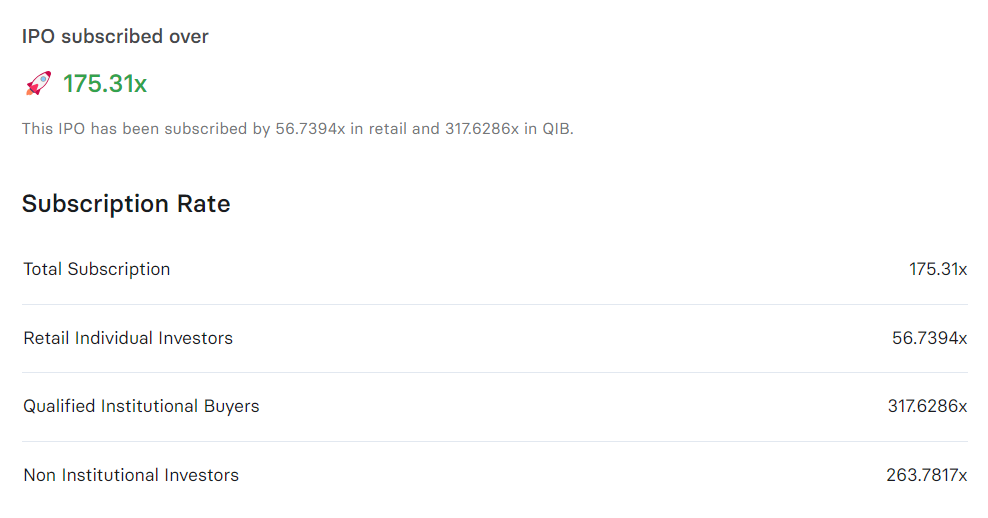 IPO subscribed over
🚀 175.31x
This IPO has been subscribed by 56.7394x in retail and 317.6286x in QIB.
Subscription Rate
Total Subscription 175.31x
Retail Individual Investors 56.7394x
Qualified Institutional Buyers 317.6286x
Non Institutional Investors 263.7817x